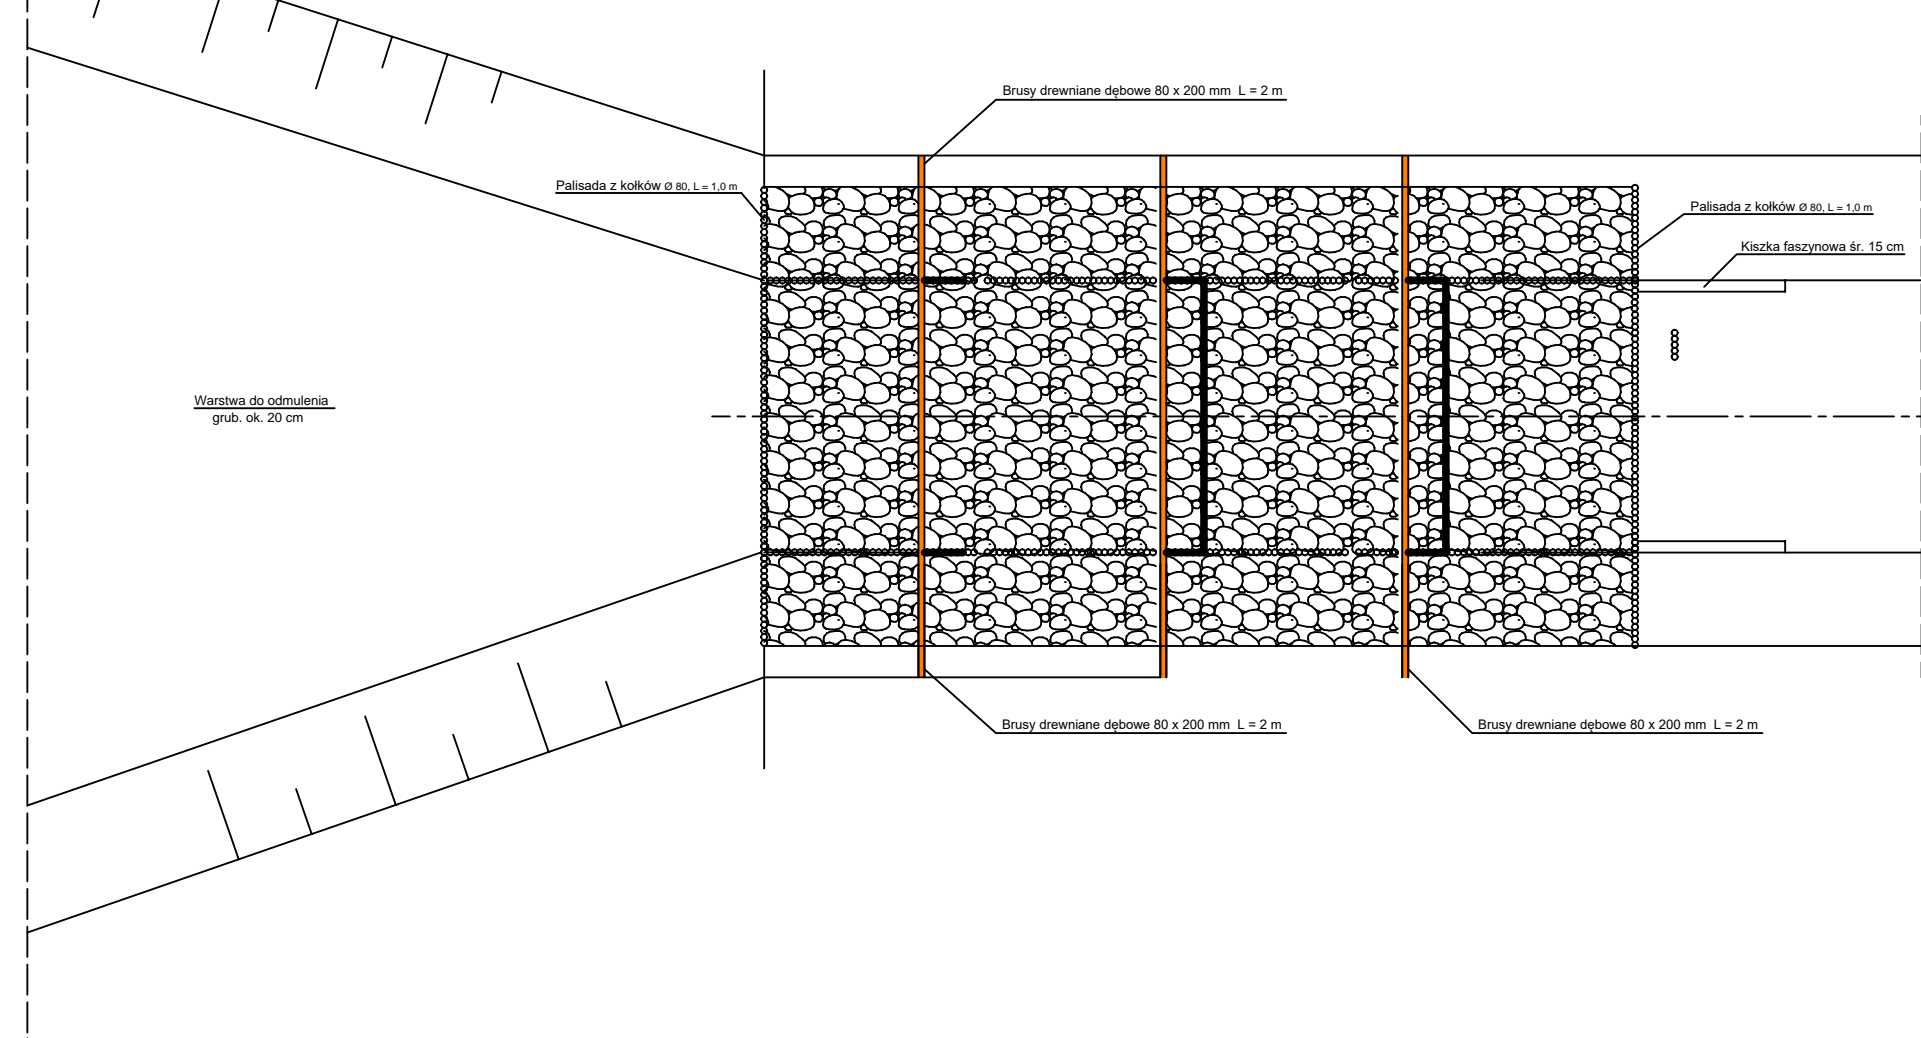 Brusy drewniane dębowe 80 x 200 mm  L = 2 m
Palisada z kołków Ø 80, L = 1,0 m
Palisada z kołków Ø 80, L = 1,0 m
Kiszka faszynowa śr. 15 cm
Warstwa do odmulenia
grub. ok. 20 cm
Brusy drewniane dębowe 80 x 200 mm  L = 2 m
Brusy drewniane dębowe 80 x 200 mm  L = 2 m